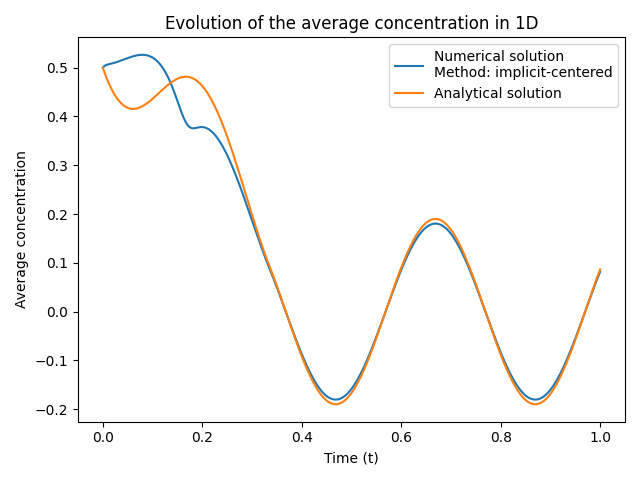 Evolution of the average concentration in 1D
Numerical solution
Method: implicit-centered
Analytical solution
Average concentration
0.5
0.4
0.3
0.2
0.1
0.0
−0.1
−0.2
0.0 0.2 0.4 0.6 0.8 1.0
Time (t)